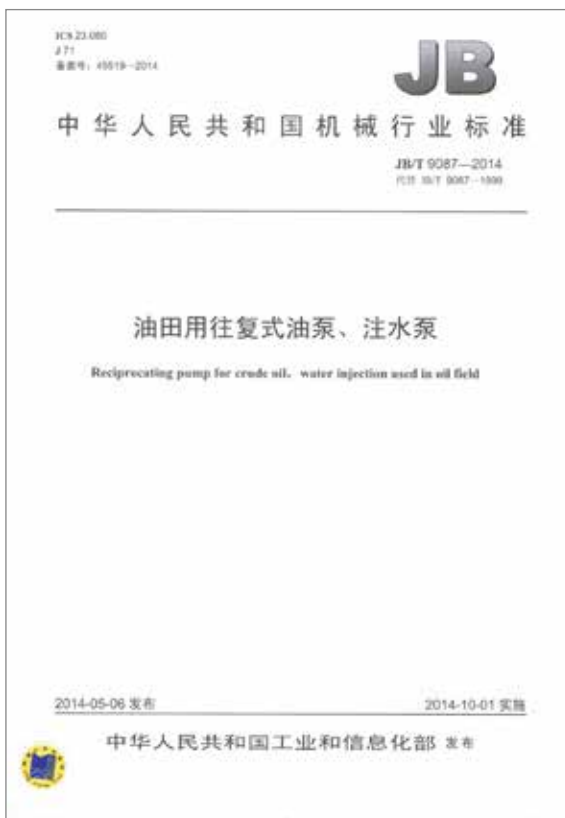 ICS 23.080
J 71
备案号：45519—2014
JB
中华人民共和国机械行业标准
JB/T 9087—2014
代替 JB/T 9087—1999
油田用往复式油泵、注水泵
Reciprocating pump for crude oil、water injection used in oil field
2014-05-06 发布
2014-10-01 实施
中华人民共和国工业和信息化部 发布